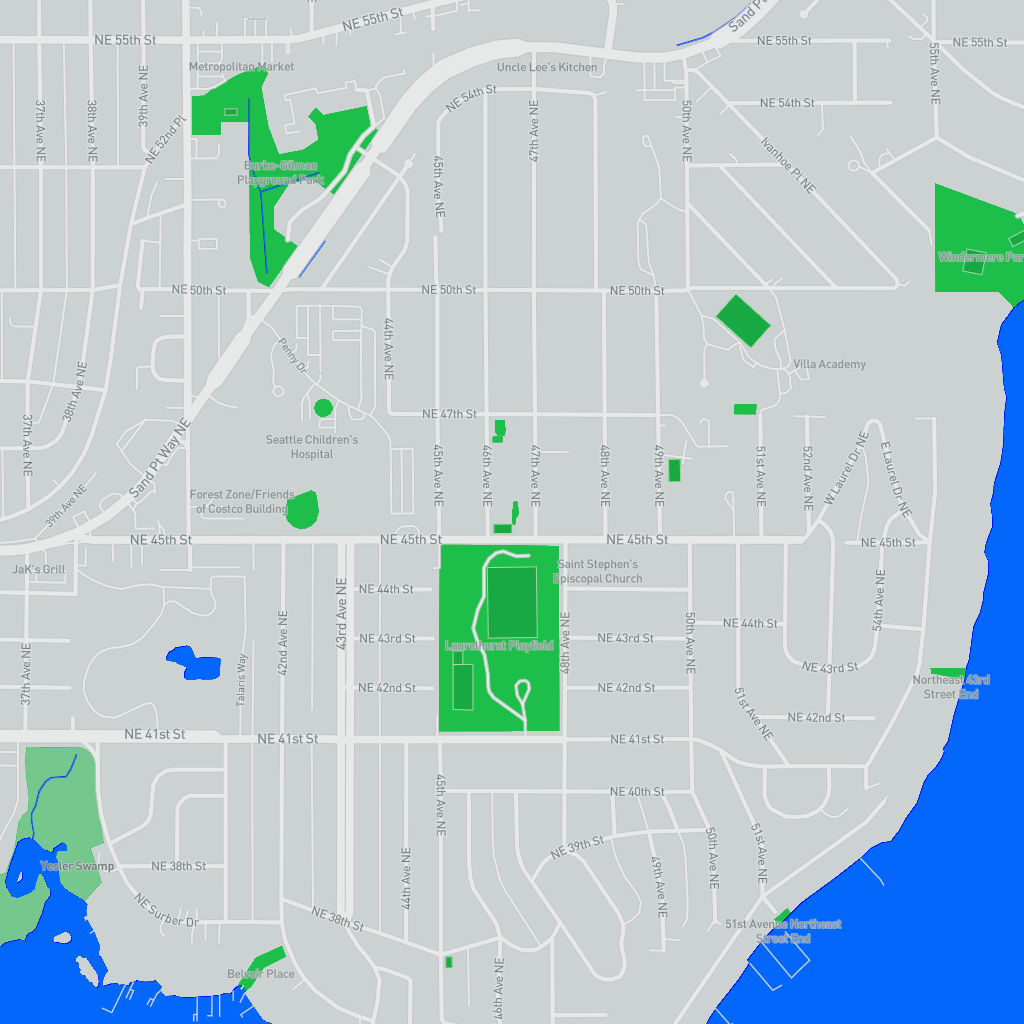 NE 55th St
NE 55th St
Sand Pt
NE 55th St
NE 55th St
55th Ave NE
Metropolitan Market
Uncle Lee's Kitchen
37th Ave NE
38th Ave NE
39th Ave NE
NE 52nd Pl
NE 54th St
47th Ave NE
50th Ave NE
NE 54th St
Ivanhoe Pl NE
45th Ave NE
Burke-Gilman
Playground Park
Windermere Par
NE 50th St
NE 50th St
NE 50th St
Penny Dr
44th Ave NE
38th Ave NE
Villa Academy
37th Ave NE
Sand Pt Way NE
NE 47th St
Seattle Children's
Hospital
45th Ave NE
46th Ave NE
47th Ave NE
48th Ave NE
49th Ave NE
51st Ave NE
52nd Ave NE
W Laurel Dr NE
E Laurel Dr NE
39th Ave NE
Forest Zone/Friends
of Costco Building
NE 45th St
NE 45th St
NE 45th St
NE 45th St
JaK's Grill
Saint Stephen's
Episcopal Church
NE 44th St
43rd Ave NE
42nd Ave NE
48th Ave NE
50th Ave NE
54th Ave NE
NE 44th St
NE 43rd St
NE 43rd St
Laurelhurst Playfield
NE 43rd St
37th Ave NE
Talaris Way
NE 42nd St
NE 42nd St
Northeast 43rd
Street End
51st Ave NE
NE 42nd St
NE 41st St
NE 41st St
NE 41st St
45th Ave NE
NE 40th St
NE 39th St
50th Ave NE
51st Ave NE
49th Ave NE
44th Ave NE
Yesler Swamp
NE 38th St
NE Surber Dr
NE 38th St
51st Avenue Northeast
Street End
Belvoir Place
46th Ave NE